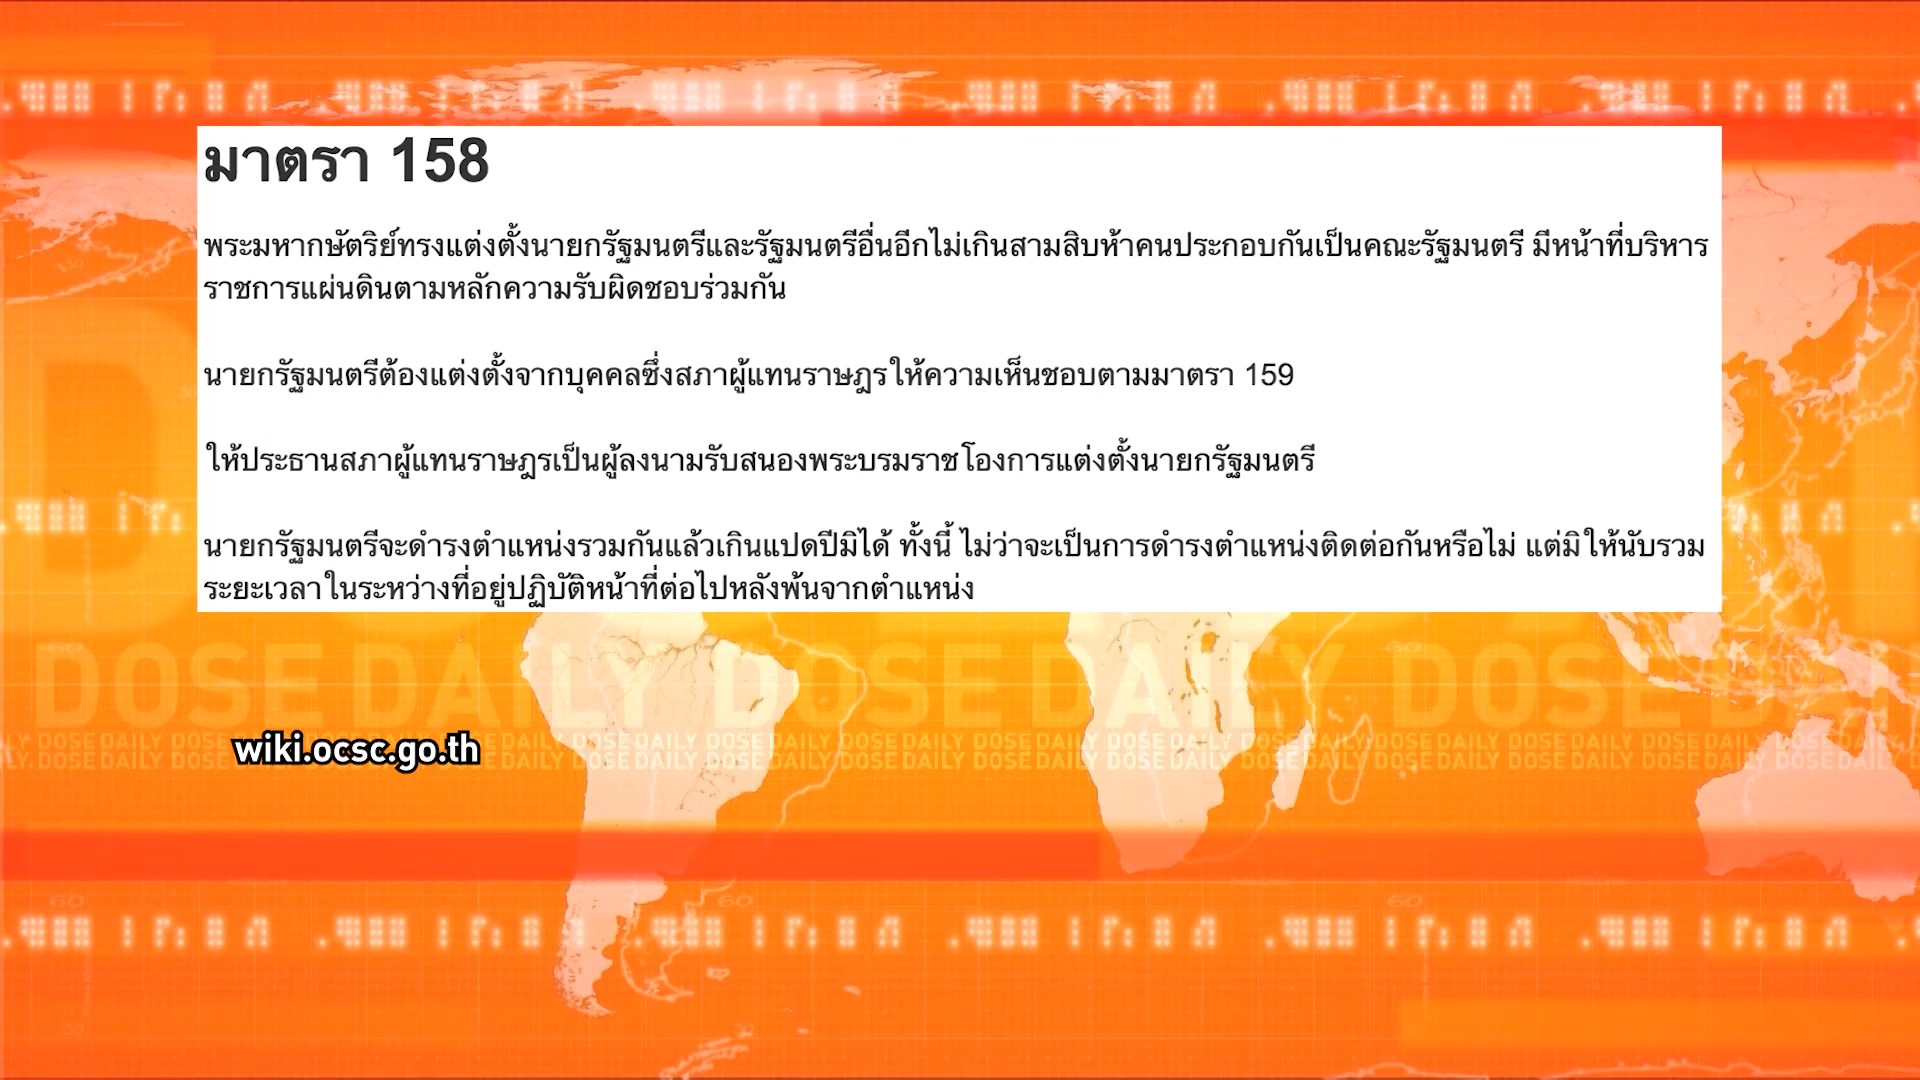 มาตรา 158
พระมหากษัตริย์ทรงแต่งตั้งนายกรัฐมนตรีและรัฐมนตรีอื่นอีกไม่เกินสามสิบห้าคนประกอบกันเป็นคณะรัฐมนตรี มีหน้าที่บริหาร
ราชการแผ่นดินตามหลักความรับผิดชอบร่วมกัน
นายกรัฐมนตรีต้องแต่งตั้งจากบุคคลซึ่งสภาผู้แทนราษฎรให้ความเห็นชอบตามมาตรา 159
ให้ประธานสภาผู้แทนราษฎรเป็นผู้ลงนามรับสนองพระบรมราชโองการแต่งตั้งนายกรัฐมนตรี
นายกรัฐมนตรีจะดำรงตำแหน่งรวมกันแล้วเกินแปดปีมิได้ ทั้งนี้ ไม่ว่าจะเป็นการดำรงตำแหน่งติดต่อกันหรือไม่ แต่มิให้นับรวม
ระยะเวลาในระหว่างที่อยู่ปฏิบัติหน้าที่ต่อไปหลังพ้นจากตำแหน่ง
DOSE DAILY DOSE DAILY DOSE DAILY
wiki.ocsc.go.th